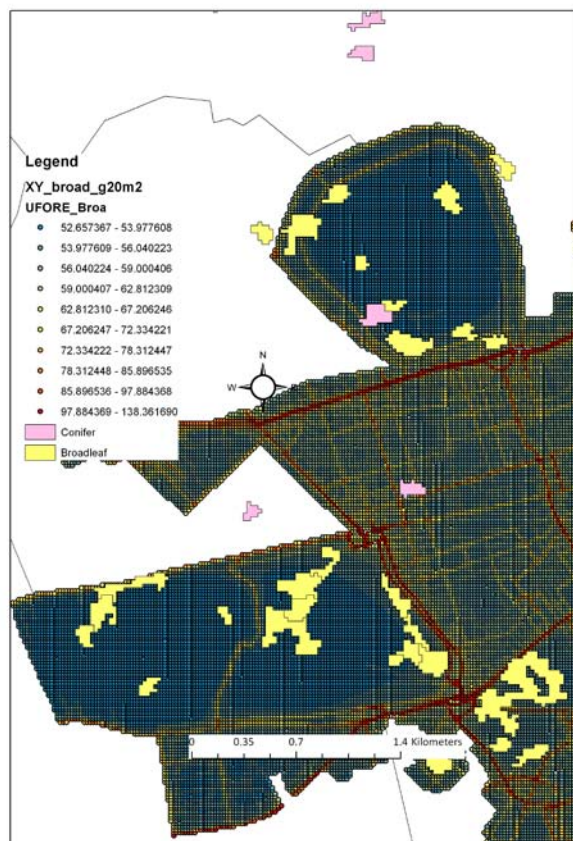 Legend
XY_broad_g20m2
UFORE_Broa
52.657367 - 53.977608
53.977609 - 56.040223
56.040224 - 59.000406
59.000407 - 62.812309
62.812310 - 67.206246
67.206247 - 72.334221
72.334222 - 78.312447
78.312448 - 85.896535
85.896536 - 97.884368
97.884369 - 138.361690
Conifer
Broadleaf
N
W
0 0.35 0.7 1.4 Kilometers